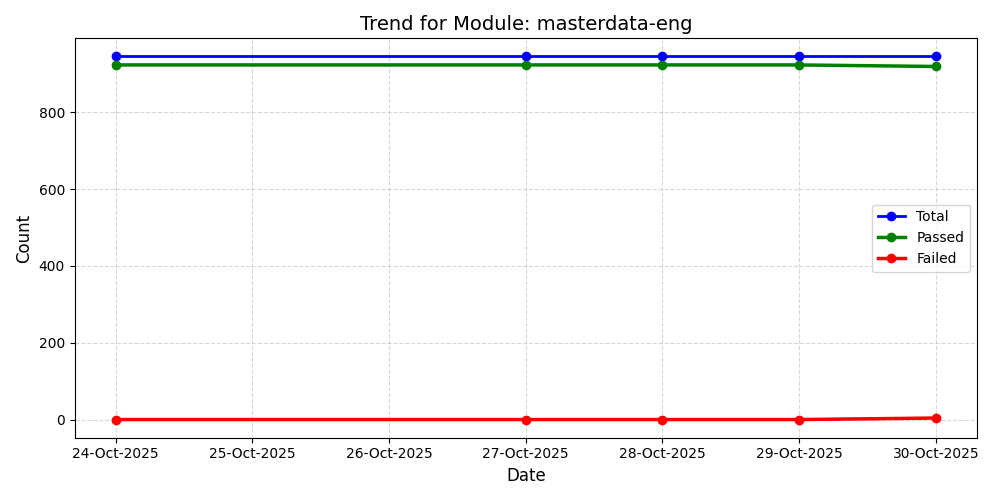 Trend for Module: masterdata-eng
Count
800
600
400
200
0
Total
Passed
Failed
24-Oct-2025 25-Oct-2025 26-Oct-2025 27-Oct-2025 28-Oct-2025 29-Oct-2025 30-Oct-2025
Date